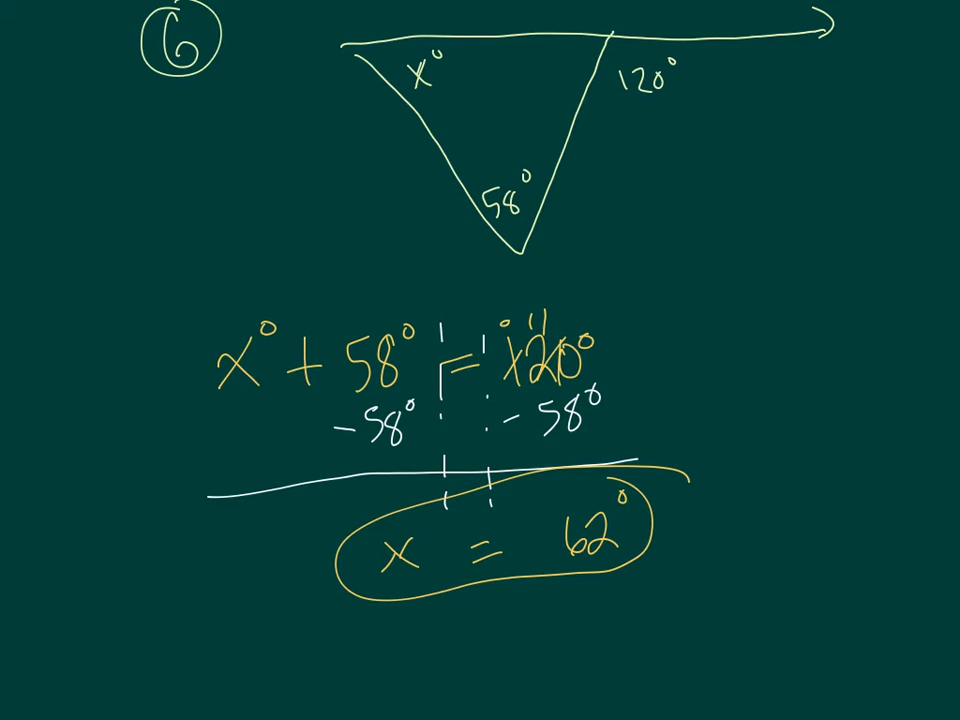 6
x° 120°
58°
x° + 58° = 120°
-58° -58°
x = 62°